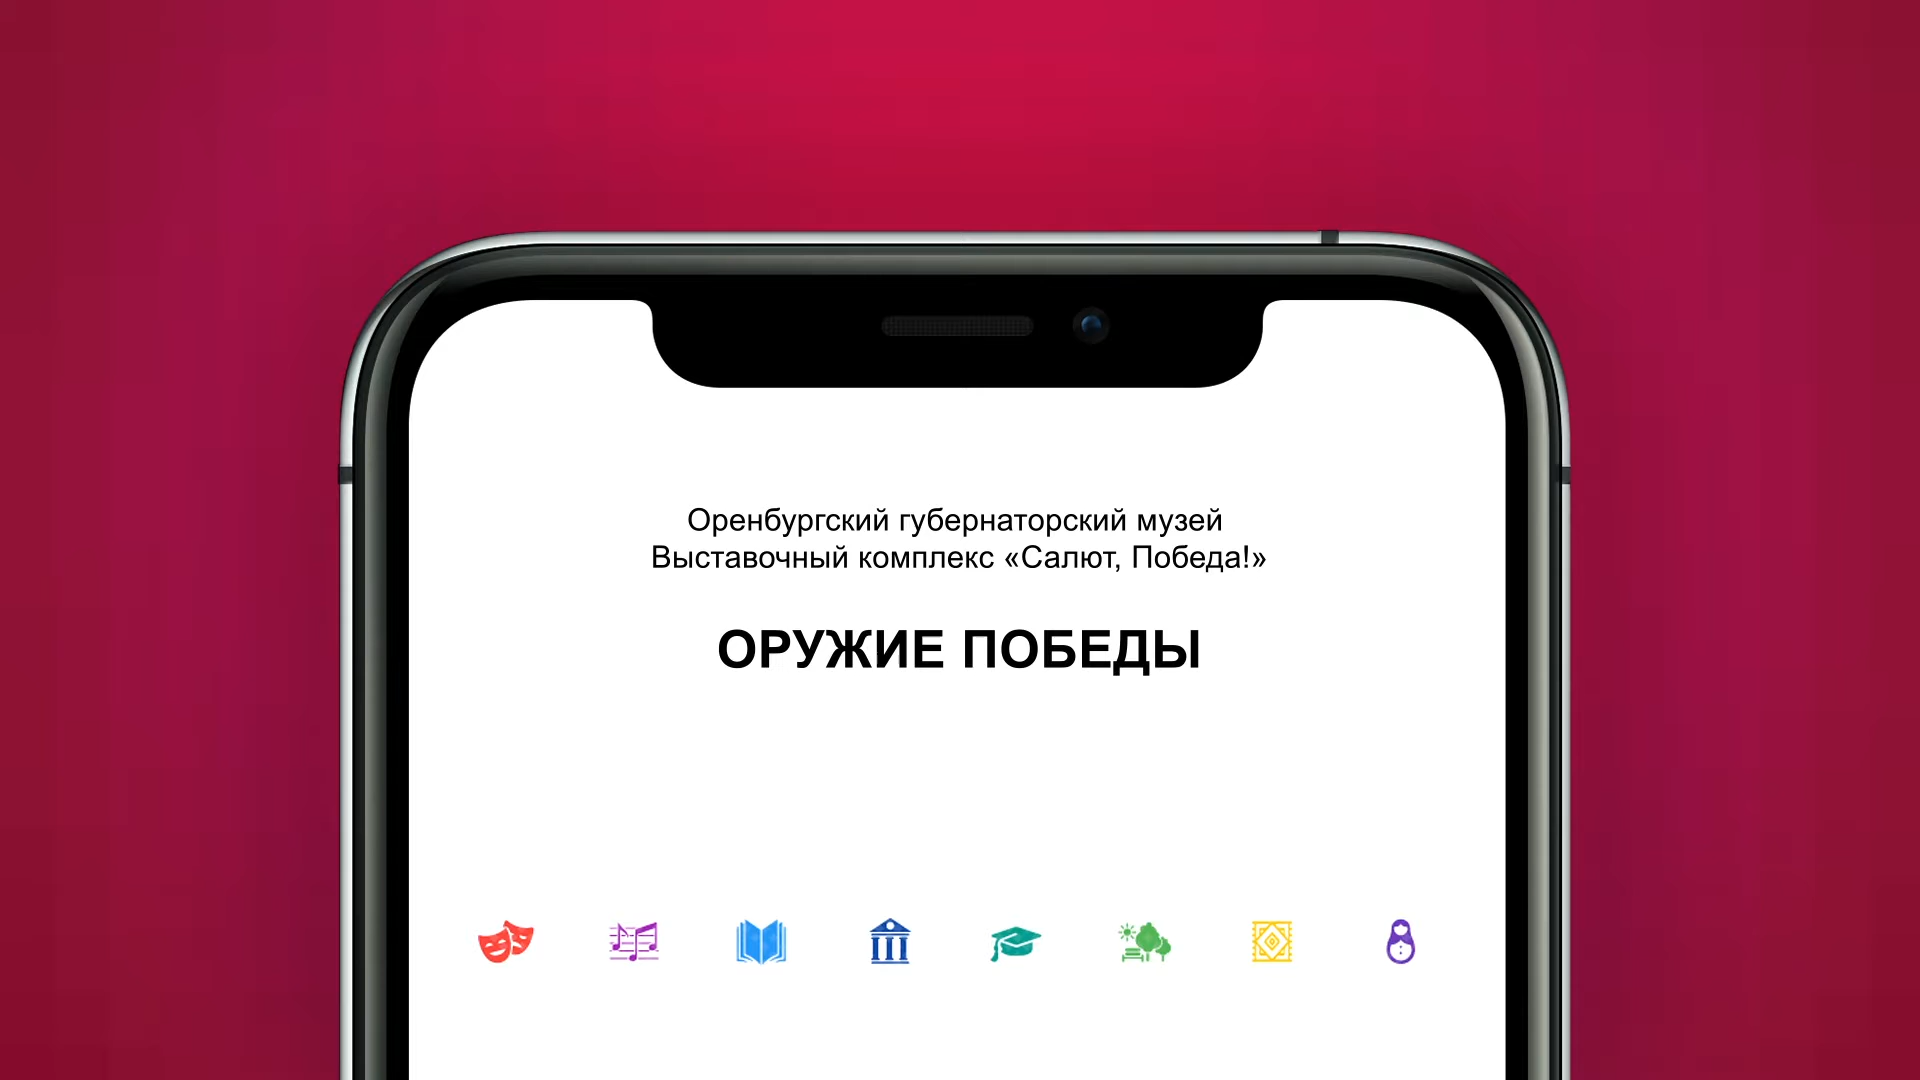 Оренбургский губернаторский музей
Выставочный комплекс «Салют, Победа!»
ОРУЖИЕ ПОБЕДЫ